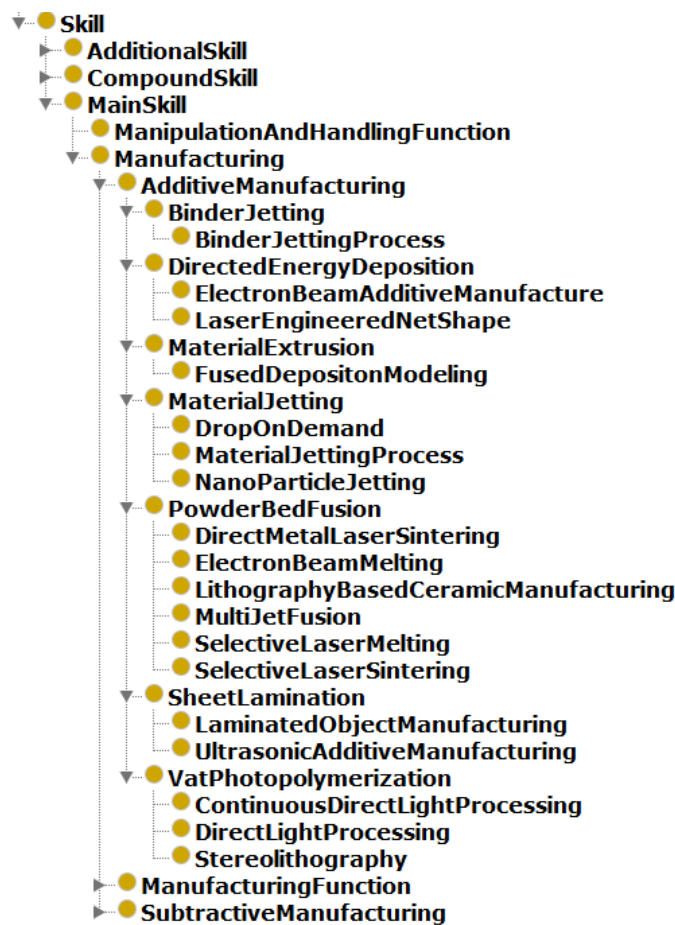 Skill
AdditionalSkill
CompoundSkill
MainSkill
ManipulationAndHandlingFunction
Manufacturing
AdditiveManufacturing
BinderJetting
BinderJettingProcess
DirectedEnergyDeposition
ElectronBeamAdditiveManufacture
LaserEngineeredNetShape
MaterialExtrusion
FusedDepositonModeling
MaterialJetting
DropOnDemand
MaterialJettingProcess
NanoParticleJetting
PowderBedFusion
DirectMetalLaserSintering
ElectronBeamMelting
LithographyBasedCeramicManufacturing
MultiJetFusion
SelectiveLaserMelting
SelectiveLaserSintering
SheetLamination
LaminatedObjectManufacturing
UltrasonicAdditiveManufacturing
VatPhotopolymerization
ContinuousDirectLightProcessing
DirectLightProcessing
Stereolithography
ManufacturingFunction
SubtractiveManufacturing